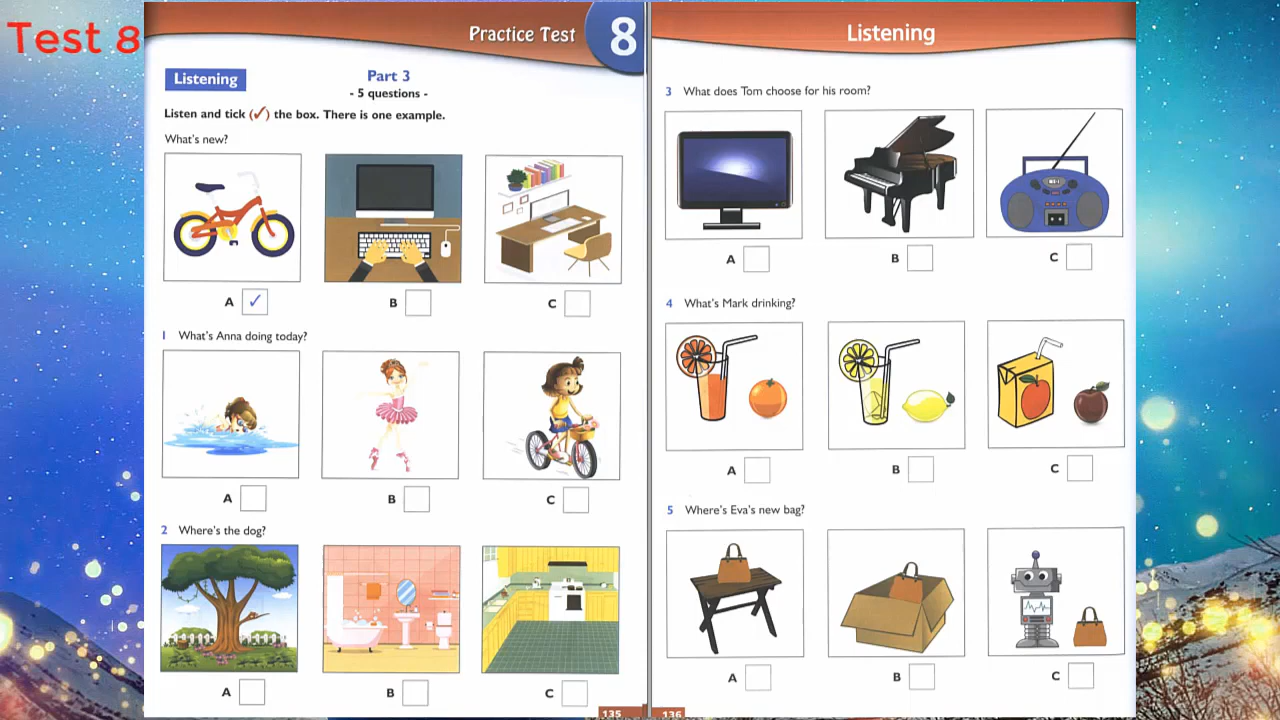 Test 8
Practice Test 8
Listening
Part 3
- 5 questions -
Listen and tick (✓) the box. There is one example.
What's new?
A ✓ B C
1 What's Anna doing today?
A B C
2 Where's the dog?
A B C
135
Listening
3 What does Tom choose for his room?
A B C
4 What's Mark drinking?
A B C
5 Where's Eva's new bag?
A B C
136